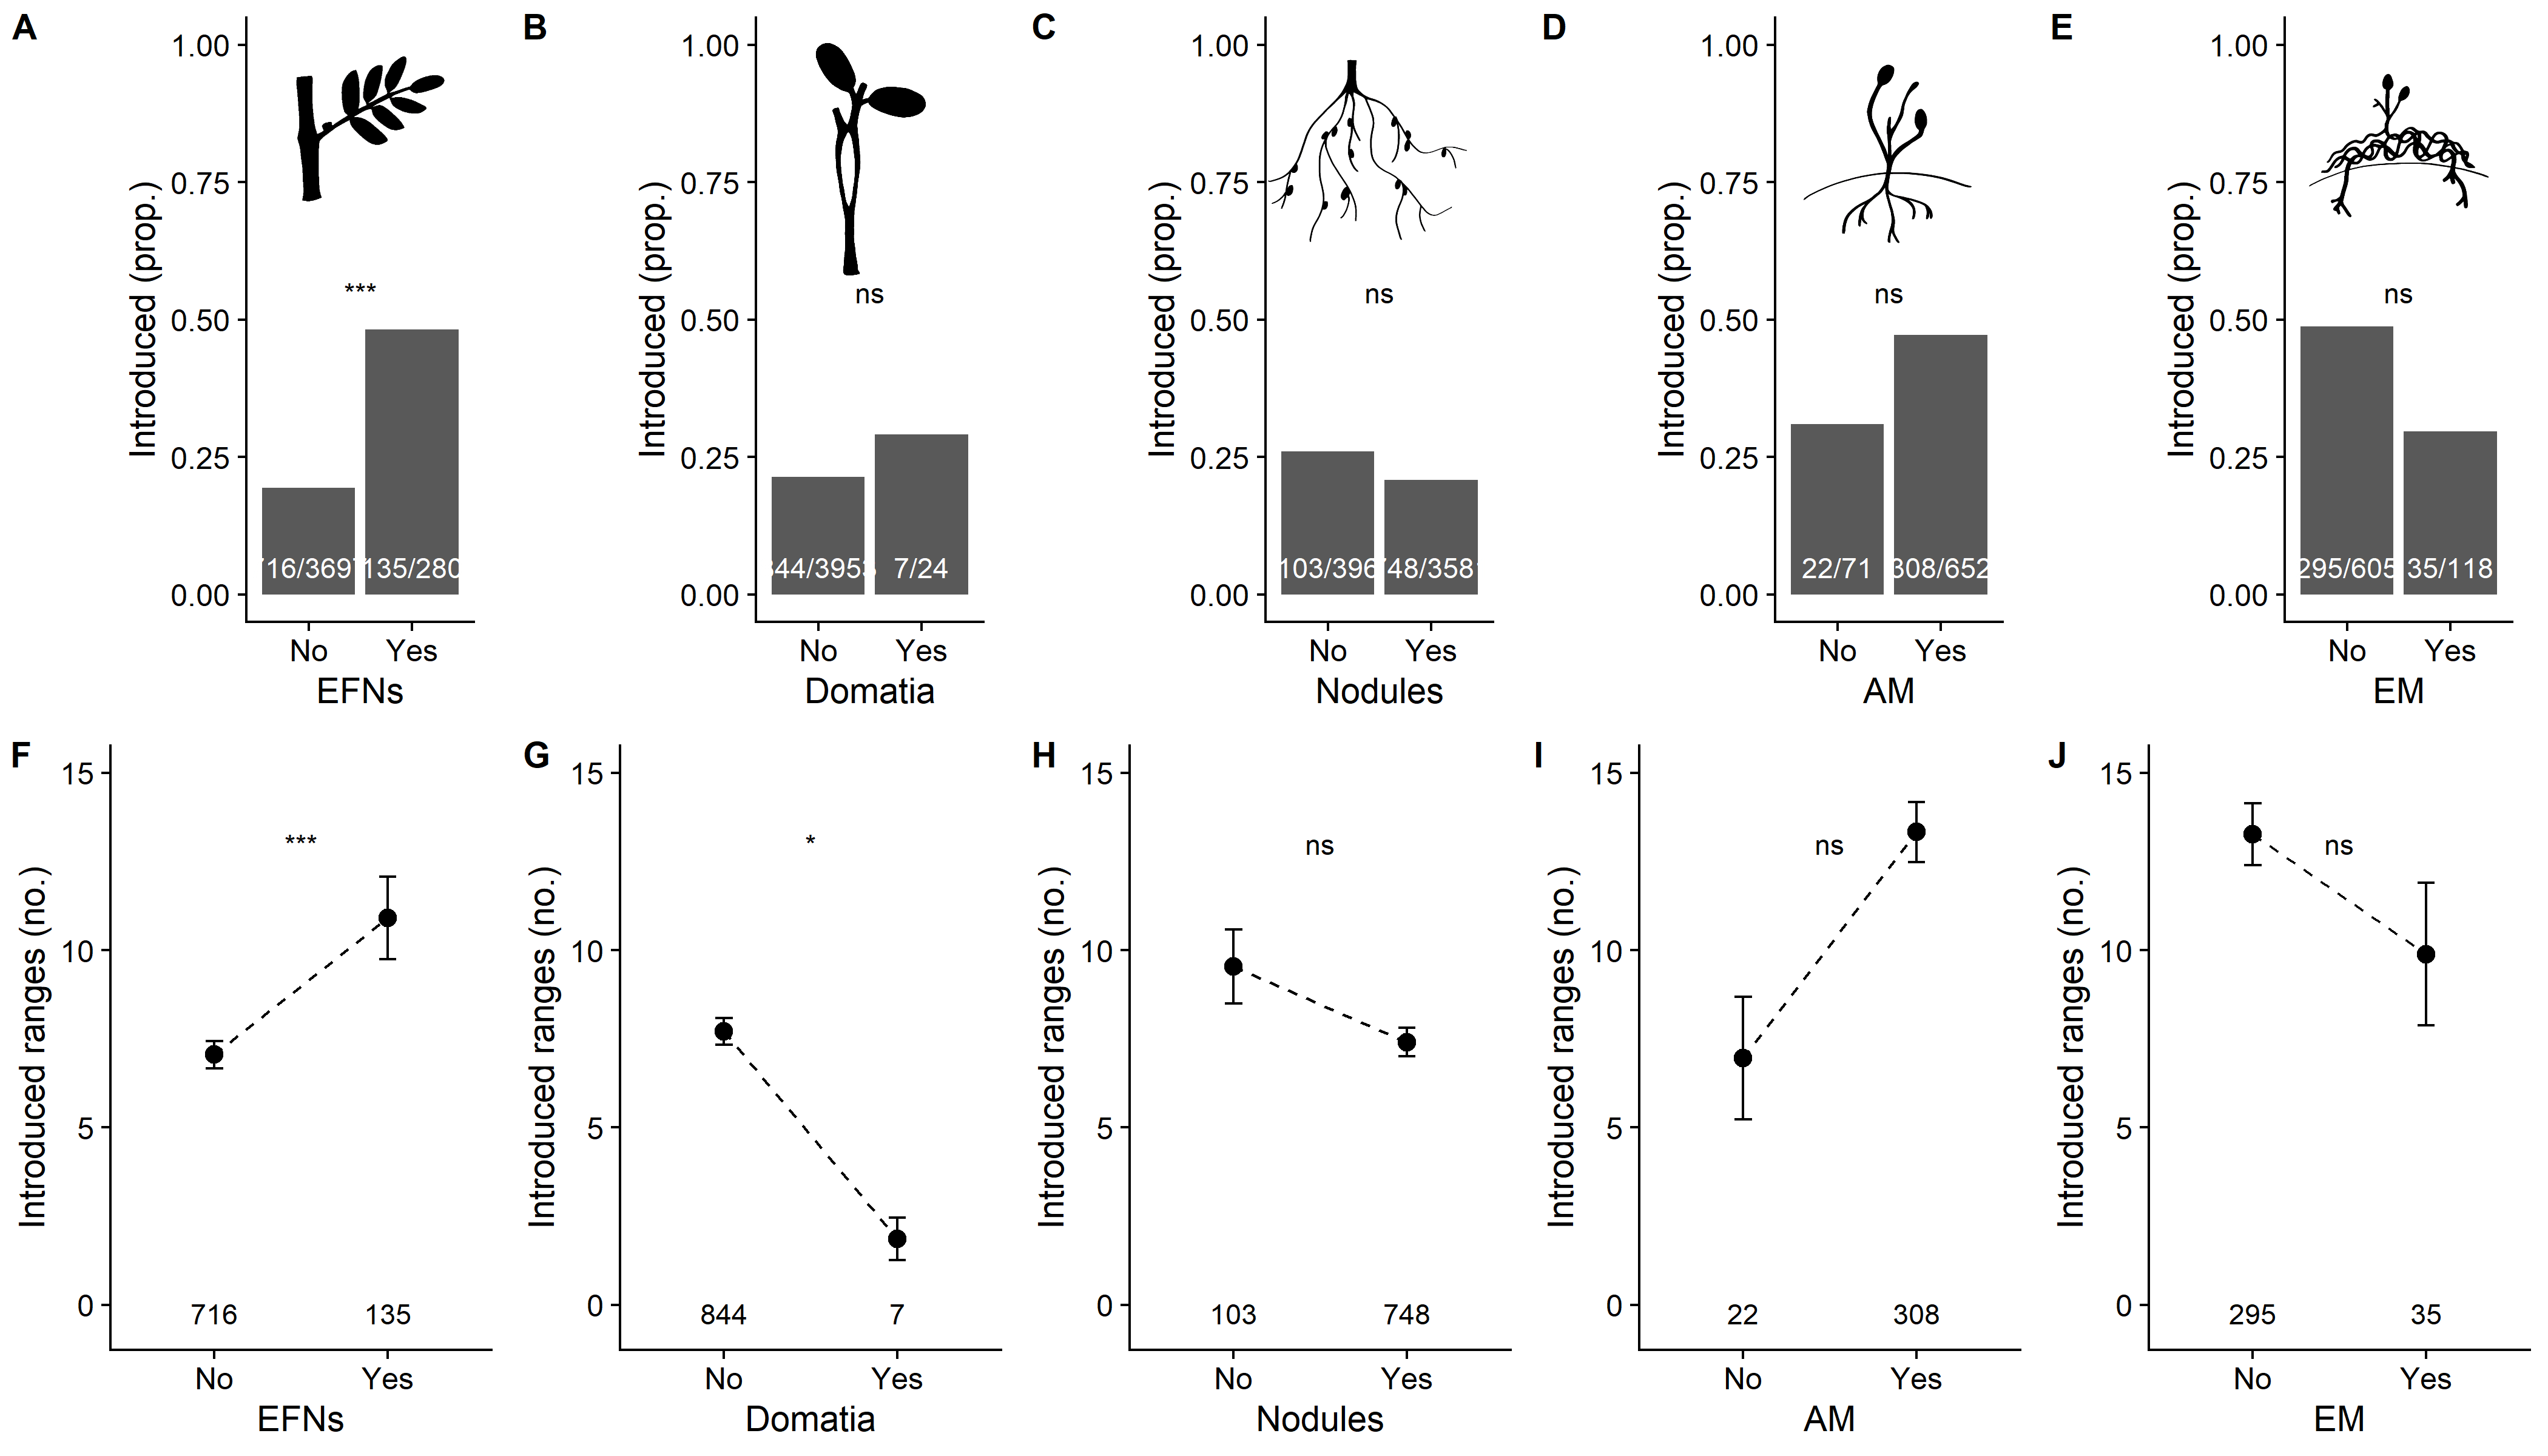 A
Introduced (prop.)
1.00
0.75
0.50
0.25
0.00
***
135/280
No Yes
EFNs
B
Introduced (prop.)
1.00
0.75
0.50
0.25
0.00
ns
7/24
No Yes
Domatia
C
Introduced (prop.)
1.00
0.75
0.50
0.25
0.00
ns
103/396
No Yes
Nodules
D
Introduced (prop.)
1.00
0.75
0.50
0.25
0.00
ns
22/71 308/652
No Yes
AM
E
Introduced (prop.)
1.00
0.75
0.50
0.25
0.00
ns
295/605 35/118
No Yes
EM
F
Introduced ranges (no.)
15
10
5
0
***
716 135
No Yes
EFNs
G
Introduced ranges (no.)
15
10
5
0
*
844 7
No Yes
Domatia
H
Introduced ranges (no.)
15
10
5
0
ns
103 748
No Yes
Nodules
I
Introduced ranges (no.)
15
10
5
0
ns
22 308
No Yes
AM
J
Introduced ranges (no.)
15
10
5
0
ns
295 35
No Yes
EM